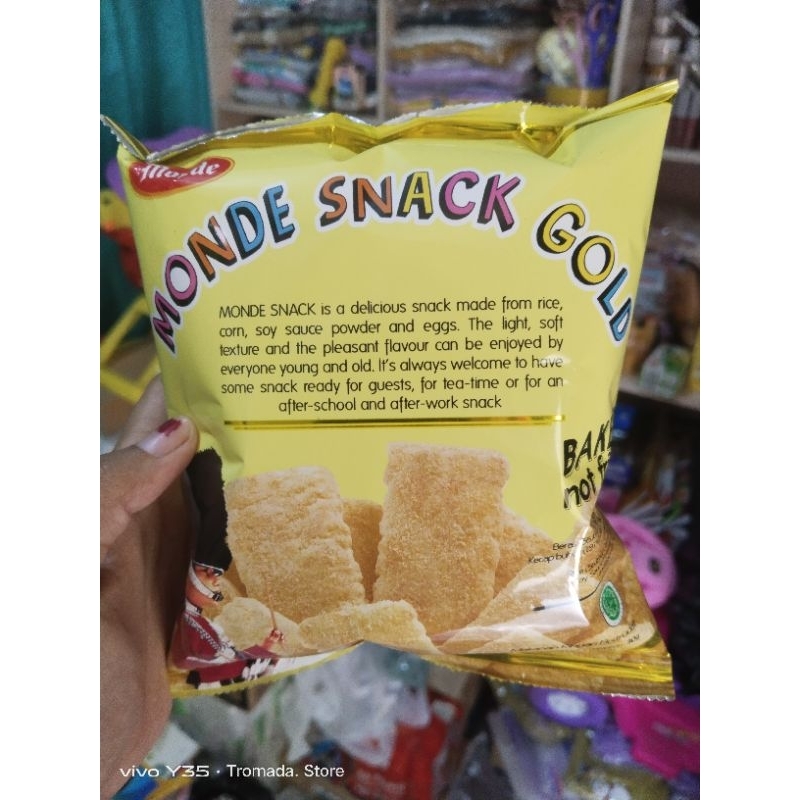 Monde
MONDE SNACK GOLD
MONDE SNACK is a delicious snack made from rice,
corn, soy sauce powder and eggs. The light, soft
texture and the pleasant flavour can be enjoyed by
everyone young and old. It's always welcome to have
some snack ready for guests, for tea-time or for an
after-school and after-work snack
BAK
not f
vivo Y35 · Tromada. Store